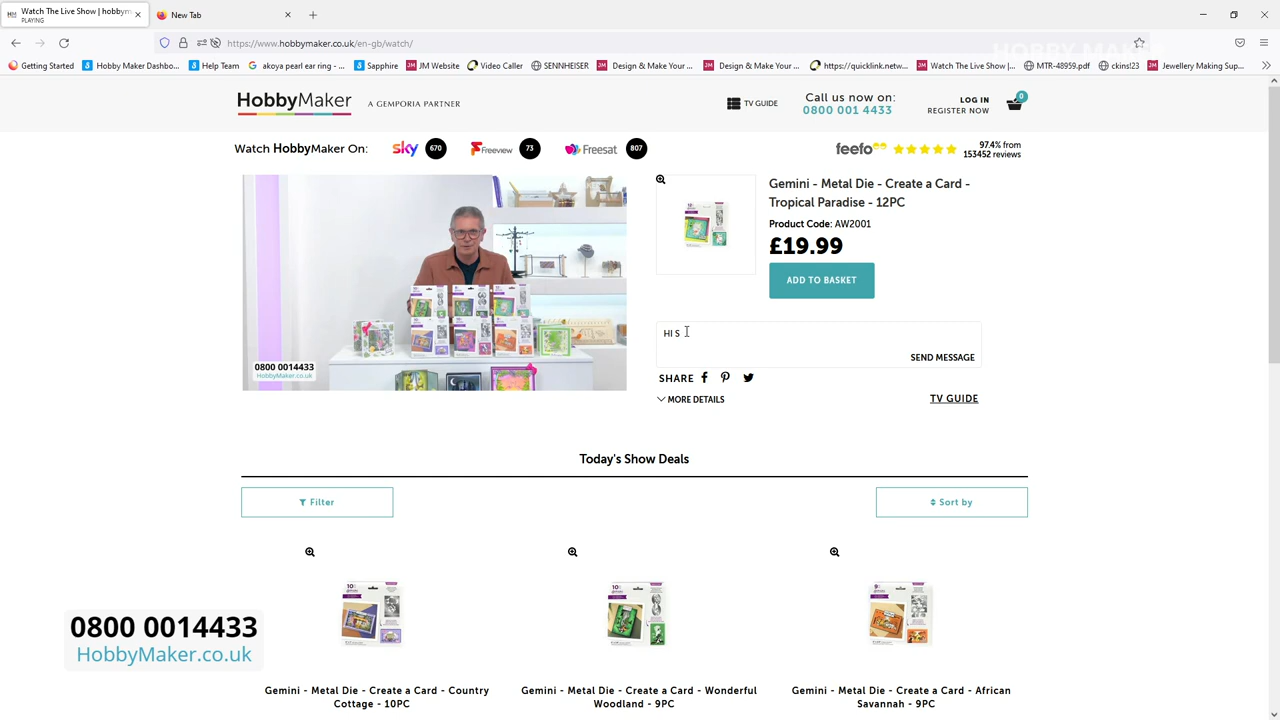 Watch The Live Show | hobbym
PLAYING
New Tab
https://www.hobbymaker.co.uk/en-gb/watch/
HOBBY MAKER
Getting Started
Hobby Maker Dashbo...
Help Team
akoya pearl ear ring - ...
Sapphire
JM Website
Video Caller
SENNHEISER
Design & Make Your ...
Design & Make Your ...
https://quicklink.netw...
Watch The Live Show |...
MTR-48959.pdf
ckins!23
Jewellery Making Sup...
HobbyMaker
A GEMPORIA PARTNER
TV GUIDE
Call us now on:
0800 001 4433
LOG IN
REGISTER NOW
0
Watch HobbyMaker On:
sky
670
Freeview
73
Freesat
807
feefo
97.4% from
153452 reviews
Gemini - Metal Die - Create a Card -
Tropical Paradise - 12PC
Product Code: AW2001
£19.99
ADD TO BASKET
HI S
SEND MESSAGE
0800 0014433
HobbyMaker.co.uk
SHARE
MORE DETAILS
TV GUIDE
Today's Show Deals
Filter
Sort by
0800 0014433
HobbyMaker.co.uk
Gemini - Metal Die - Create a Card - Country
Cottage - 10PC
Gemini - Metal Die - Create a Card - Wonderful
Woodland - 9PC
Gemini - Metal Die - Create a Card - African
Savannah - 9PC